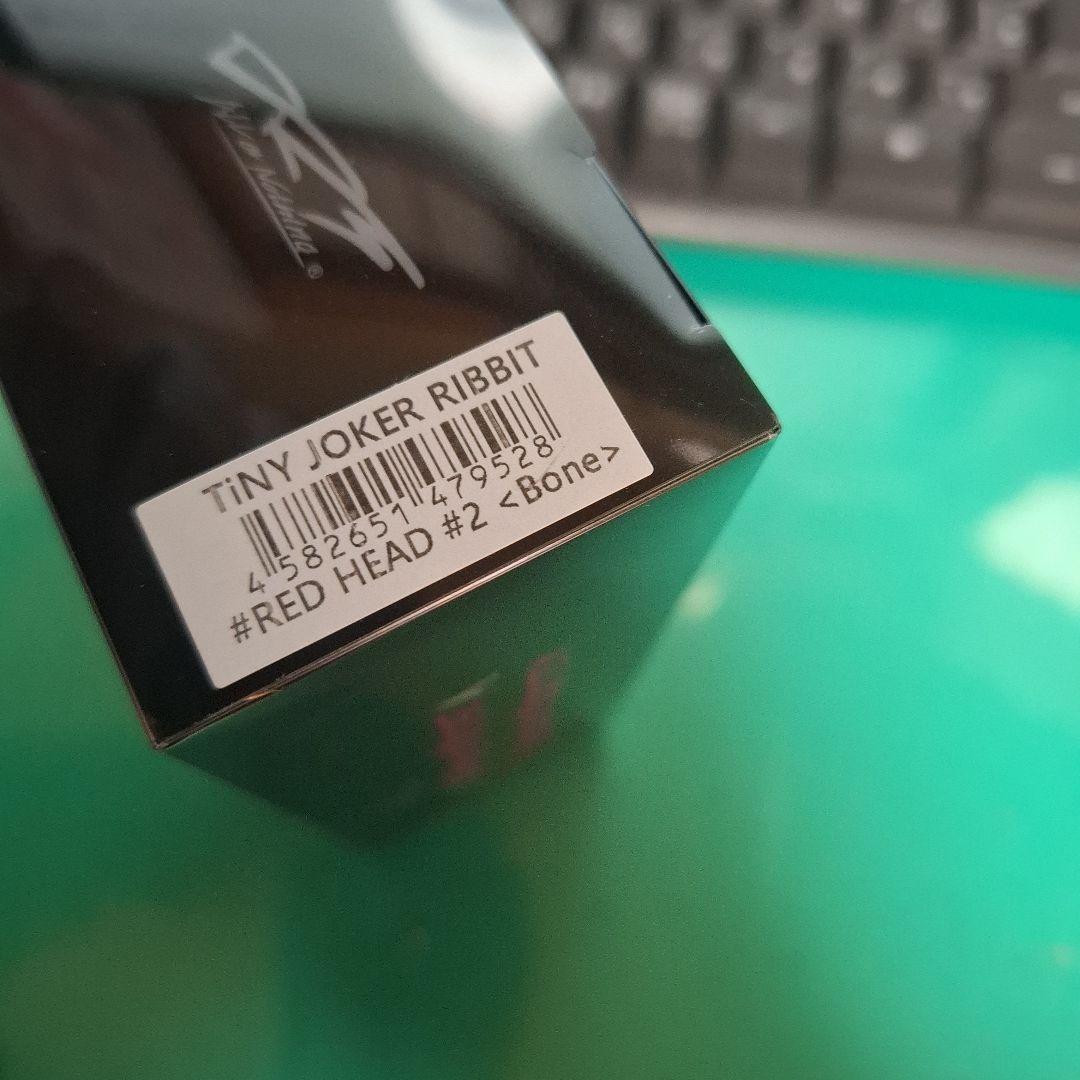 TiNY JOKER RIBBIT
4 582651 479528
#RED HEAD #2 <Bone>